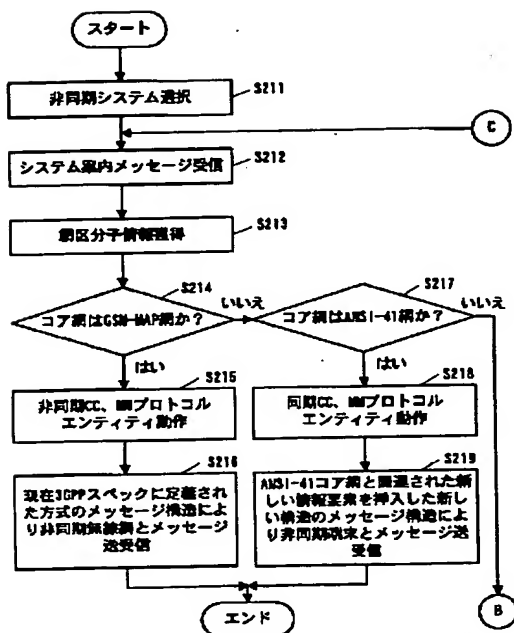 スタート
非同期システム選択
S211
C
システム案内メッセージ受信
S212
網区分子情報獲得
S213
コア網はGSM-MAP網か?
S214
いいえ
はい
コア網はANSI-41網か?
S217
いいえ
はい
非同期CC、MMプロトコル
エンティティ動作
S215
同期CC、MMプロトコル
エンティティ動作
S218
現在3GPPスペックに定義され
た方式のメッセージ構造によ
り非同期無線網とメッセージ
送受信
S216
ANSI-41コア網と関連された新
しい情報要素を挿入した新し
い構造のメッセージ構造によ
り非同期端末とメッセージ送
受信
S219
エンド
B